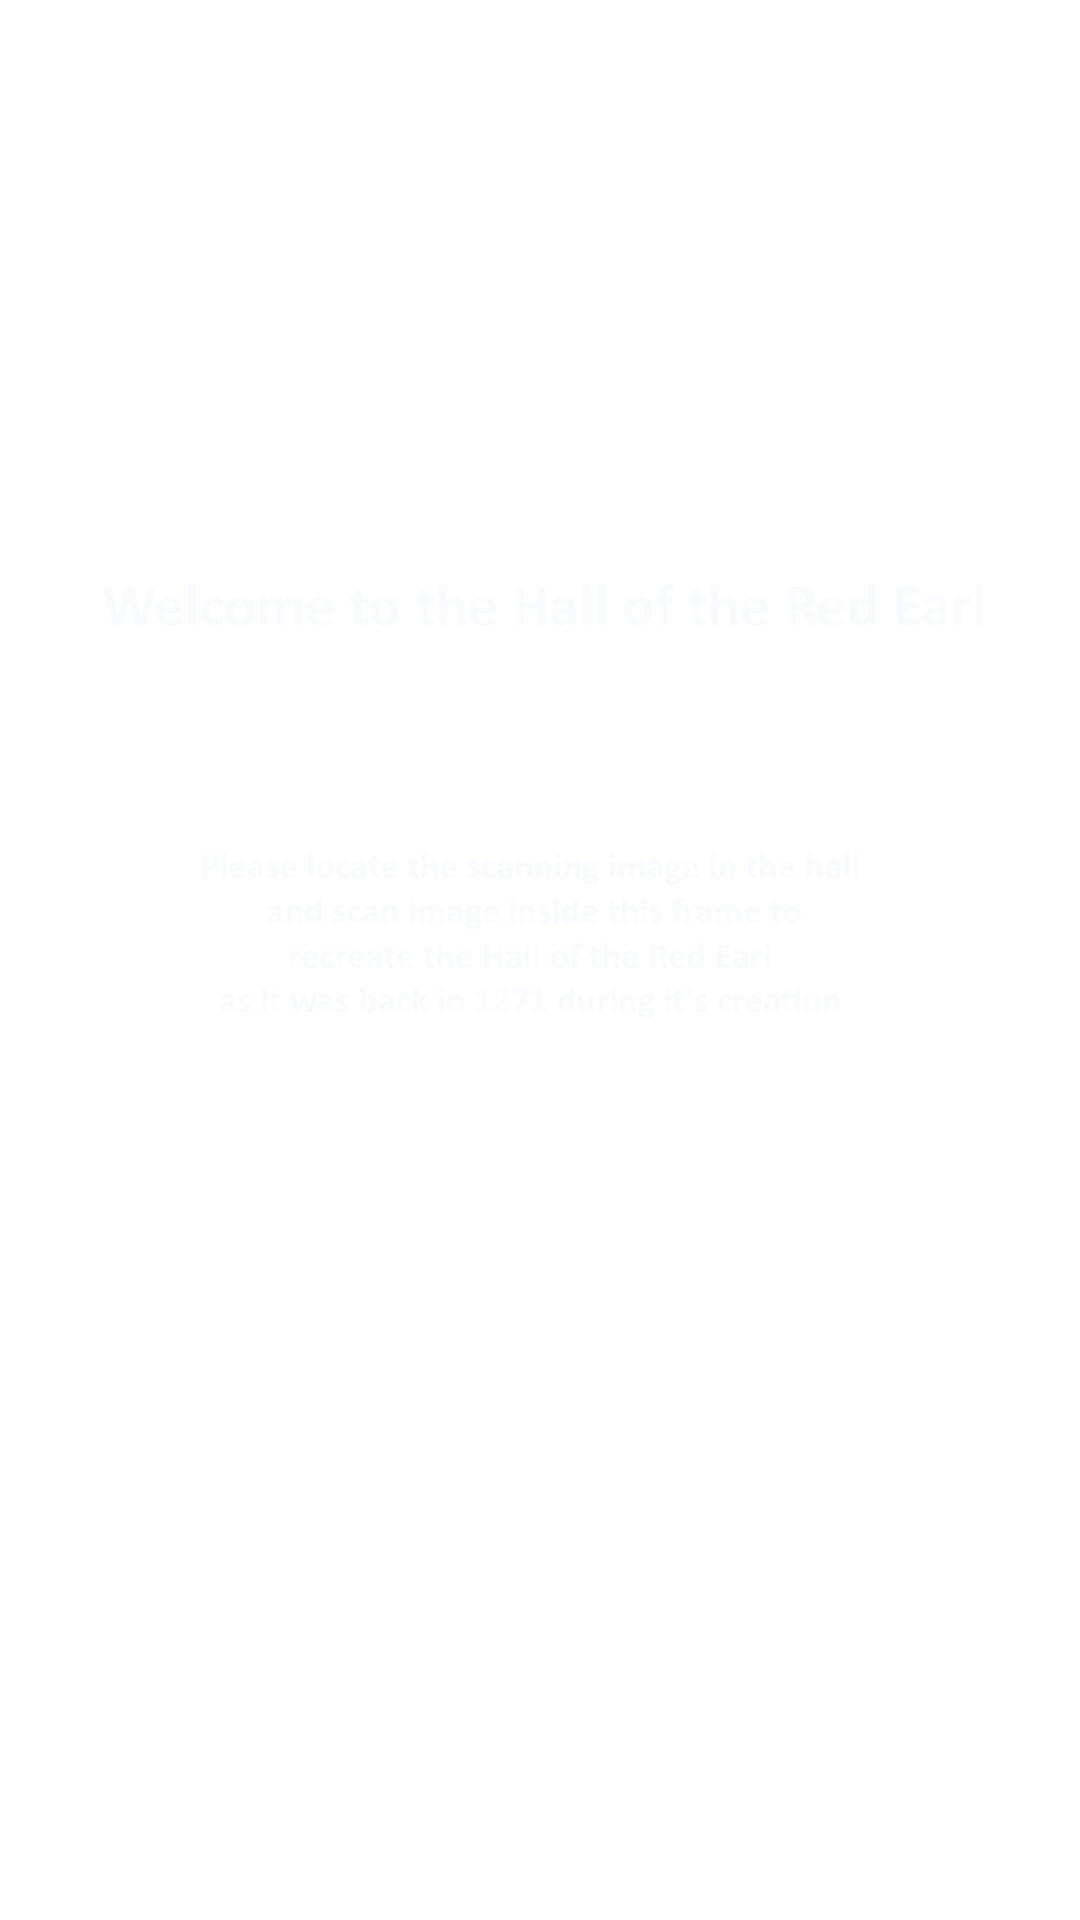 Welcome to the Hall of the Red Earl
Please locate the scanning image in the hall
and scan image inside this frame to
recreate the Hall of the Red Earl
as it was back in 1271 during it's creation